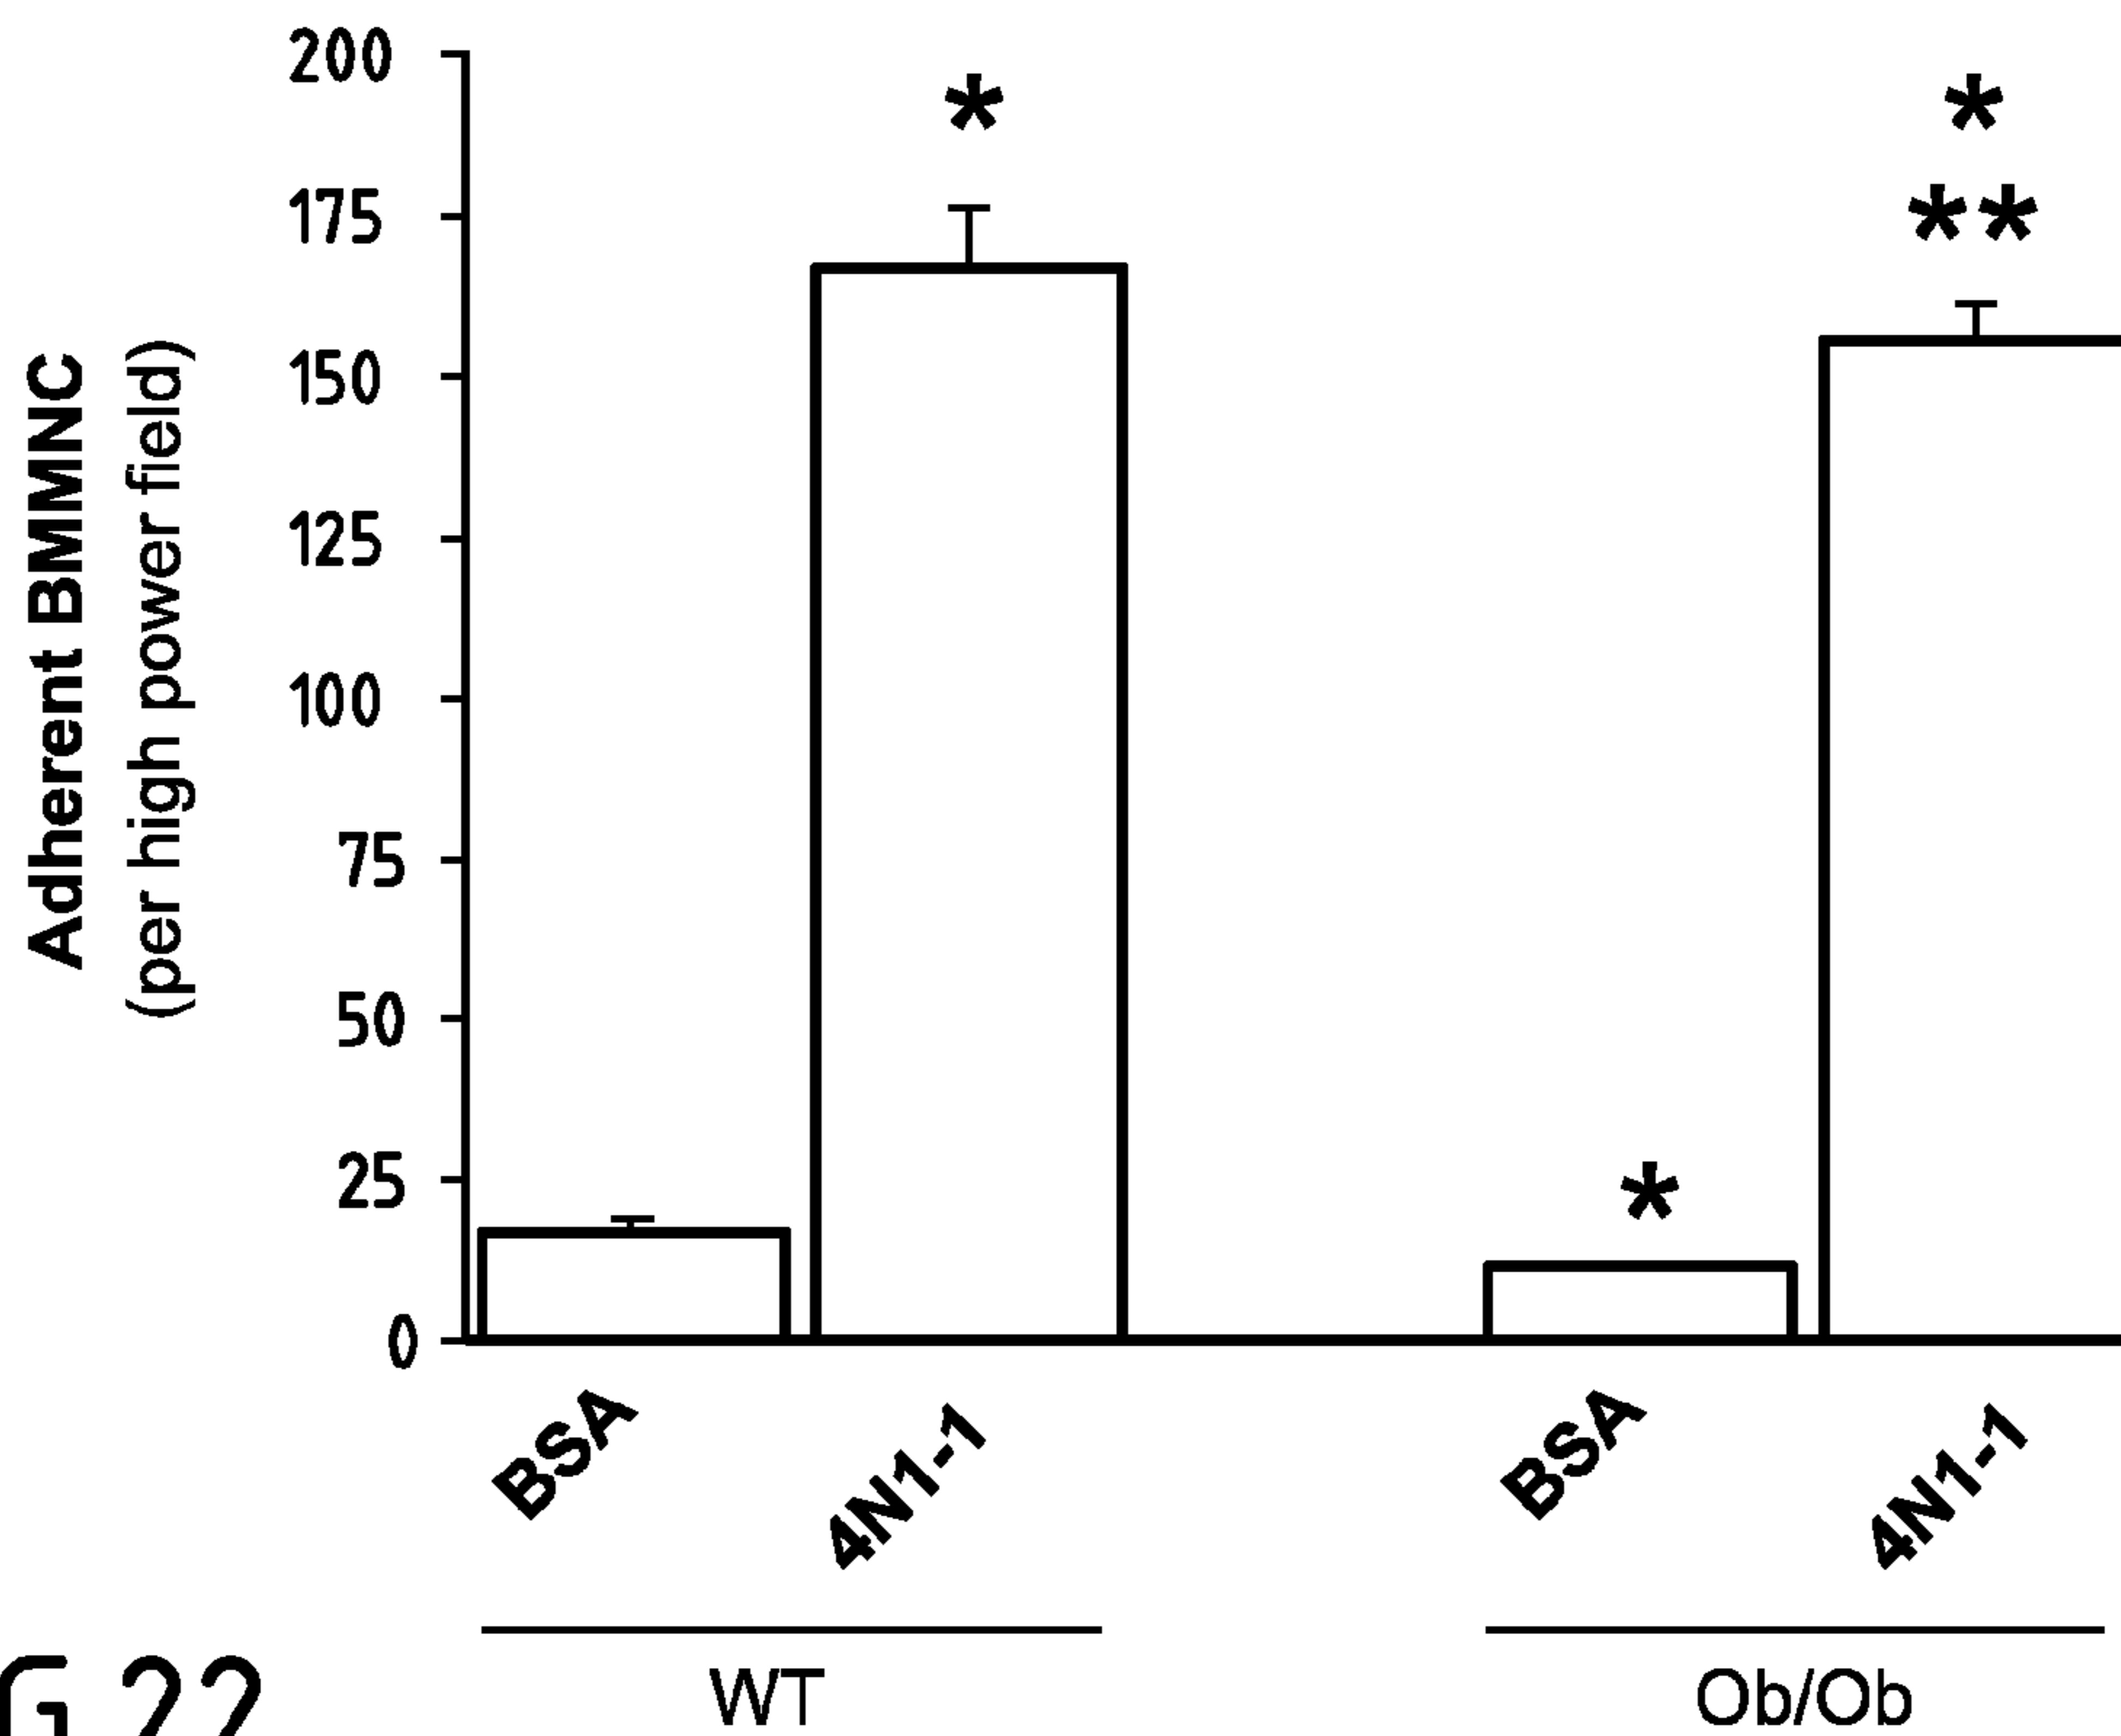 Adherent BMMNC
(per high power field)
200
175
150
125
100
75
50
25
0
*
*
**
*
BSA
4N1-1
BSA
4N1-1
WT
Ob/Ob
G 22